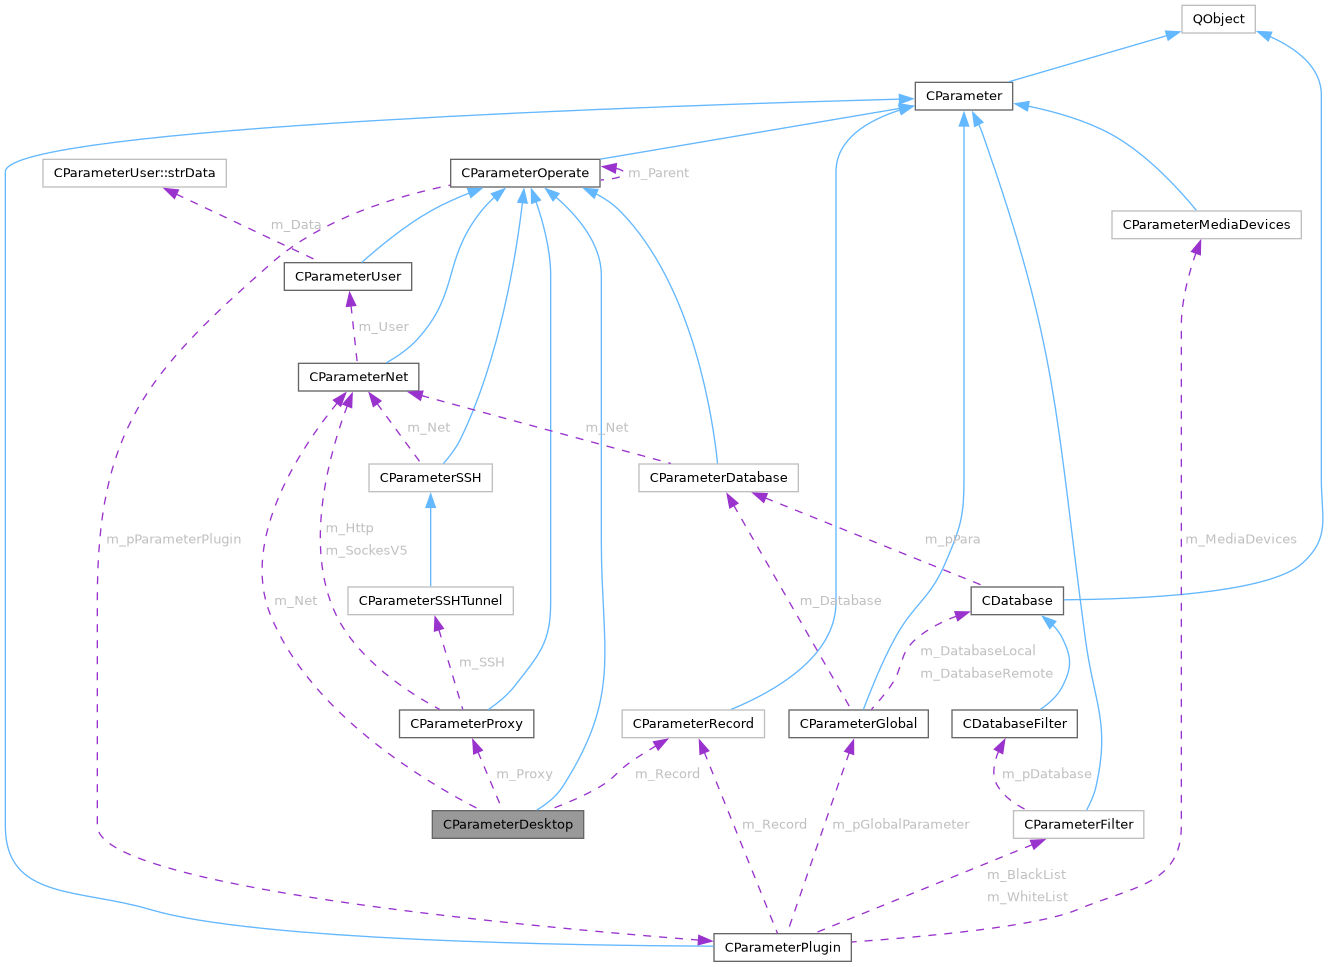 QObject
CParameter
CParameterUser::strData
CParameterOperate
m_Parent
m_Data
CParameterMediaDevices
CParameterUser
m_User
CParameterNet
m_Net
m_Net
CParameterSSH
CParameterDatabase
m_Http
m_SockesV5
m_pParameterPlugin
m_pPara
m_MediaDevices
m_Net
CParameterSSHTunnel
m_Database
CDatabase
m_SSH
m_DatabaseLocal
m_DatabaseRemote
CParameterProxy
CParameterRecord
CParameterGlobal
CDatabaseFilter
m_Proxy
m_Record
m_pDatabase
CParameterDesktop
m_Record
m_pGlobalParameter
CParameterFilter
m_BlackList
m_WhiteList
CParameterPlugin